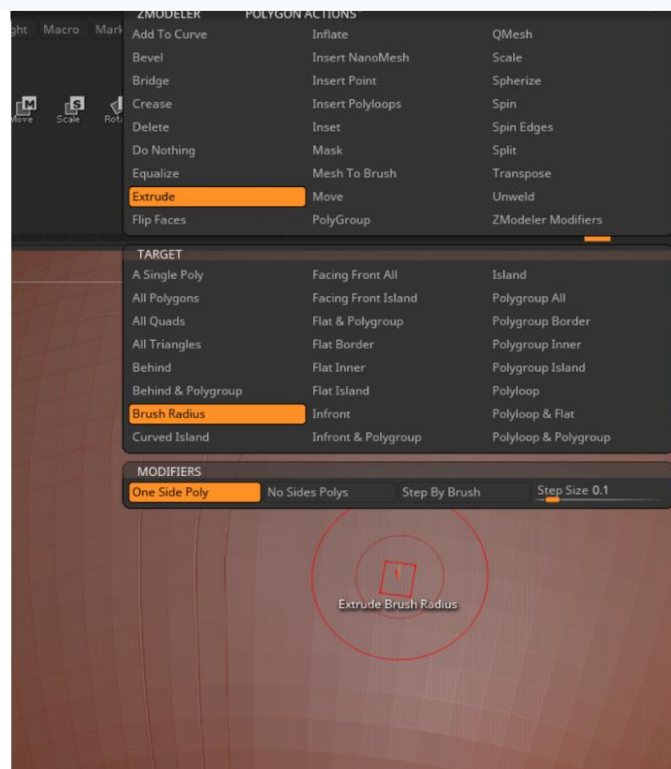 ZMODELER POLYGON ACTIONS
ght Macro Mark
Add To Curve Inflate QMesh
Bevel Insert NanoMesh Scale
Bridge Insert Point Spherize
Crease Insert Polyloops Spin
Delete Inset Spin Edges
Do Nothing Mask Split
Equalize Mesh To Brush Transpose
Extrude Move Unweld
Flip Faces PolyGroup ZModeler Modifiers
M S
Move Scale Rota
TARGET
A Single Poly Facing Front All Island
All Polygons Facing Front Island Polygroup All
All Quads Flat & Polygroup Polygroup Border
All Triangles Flat Border Polygroup Inner
Behind Flat Inner Polygroup Island
Behind & Polygroup Flat Island Polyloop
Brush Radius Infront Polyloop & Flat
Curved Island Infront & Polygroup Polyloop & Polygroup
MODIFIERS
One Side Poly No Sides Polys Step By Brush Step Size 0.1
Extrude Brush Radius